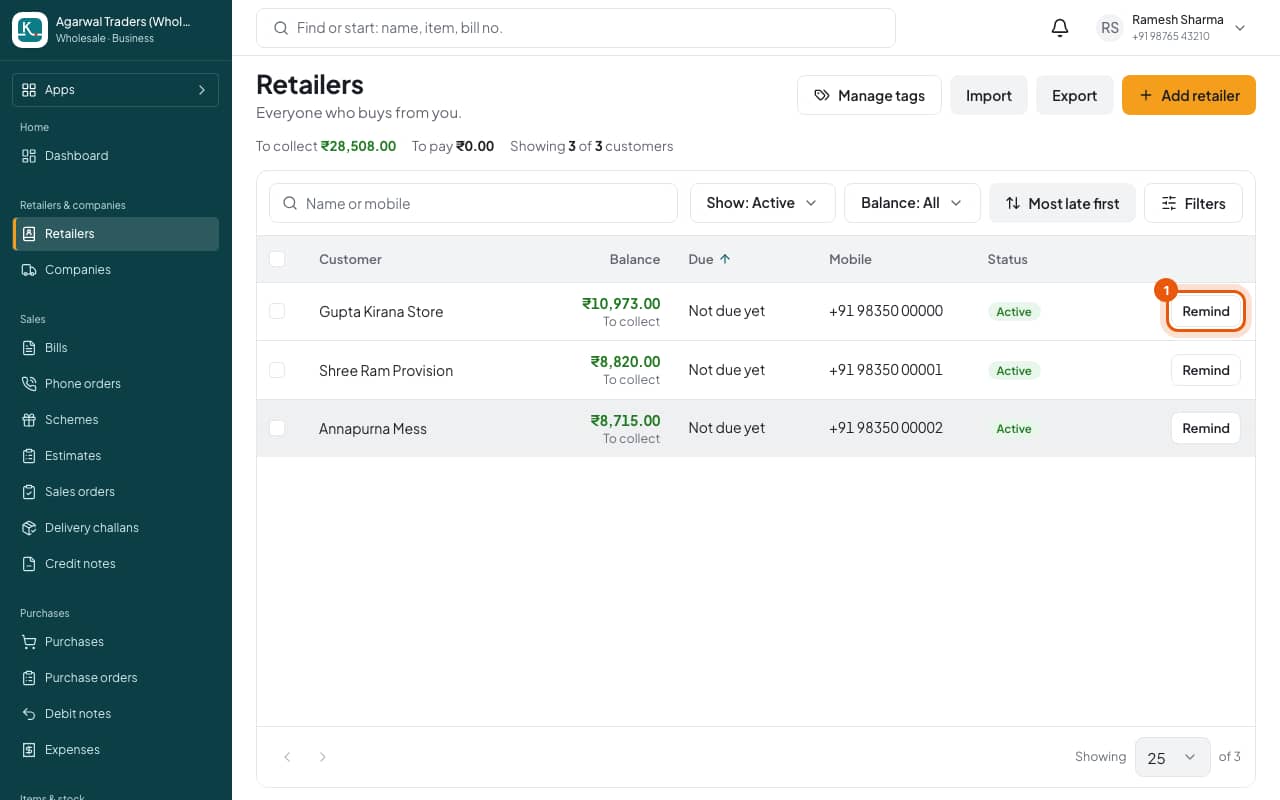 Agarwal Traders (Whol...
Wholesale · Business
Apps
Home
Dashboard
Retailers & companies
Retailers
Companies
Sales
Bills
Phone orders
Schemes
Estimates
Sales orders
Delivery challans
Credit notes
Purchases
Purchases
Purchase orders
Debit notes
Expenses
Items & stock
Find or start: name, item, bill no.
RS
Ramesh Sharma
+91 98765 43210
Retailers
Everyone who buys from you.
Manage tags
Import
Export
Add retailer
To collect ₹28,508.00 To pay ₹0.00 Showing 3 of 3 customers
Name or mobile
Show: Active
Balance: All
Most late first
Filters
Customer Balance Due Mobile Status
1
Gupta Kirana Store ₹10,973.00 Not due yet +91 98350 00000 Active Remind
To collect
Shree Ram Provision ₹8,820.00 Not due yet +91 98350 00001 Active Remind
To collect
Annapurna Mess ₹8,715.00 Not due yet +91 98350 00002 Active Remind
To collect
Showing 25 of 3